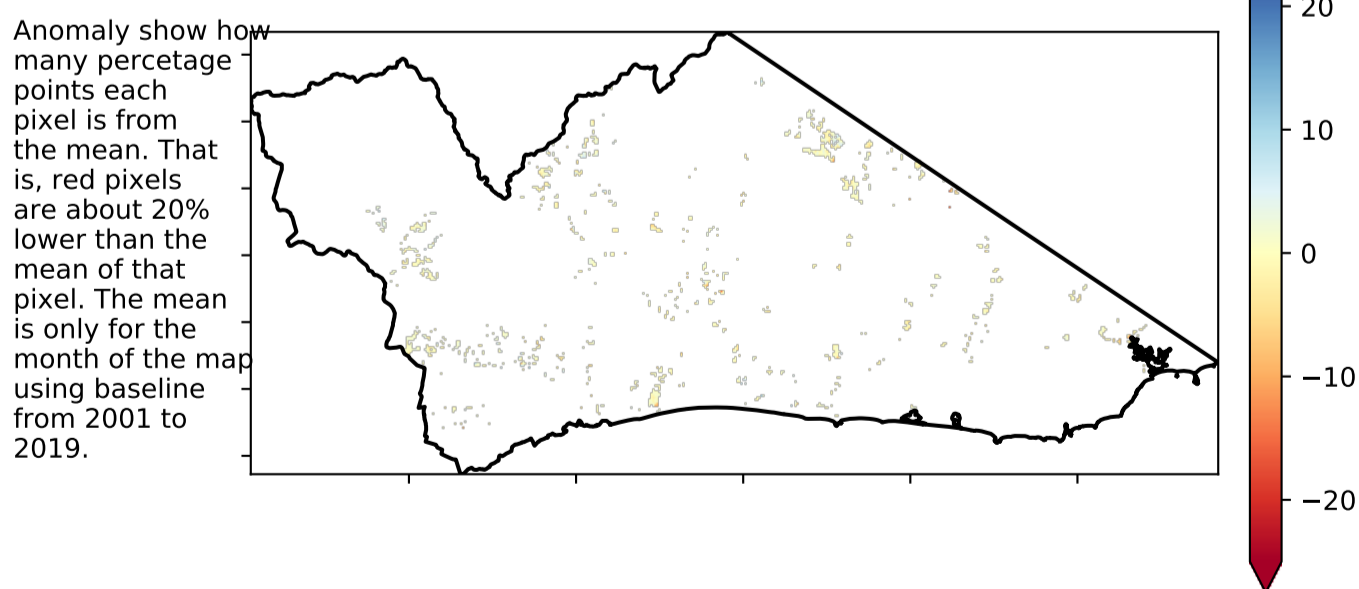 Anomaly show how
many percetage
points each
pixel is from
the mean. That
is, red pixels
are about 20%
lower than the
mean of that
pixel. The mean
is only for the
month of the map
using baseline
from 2001 to
2019.
20
10
0
−10
−20